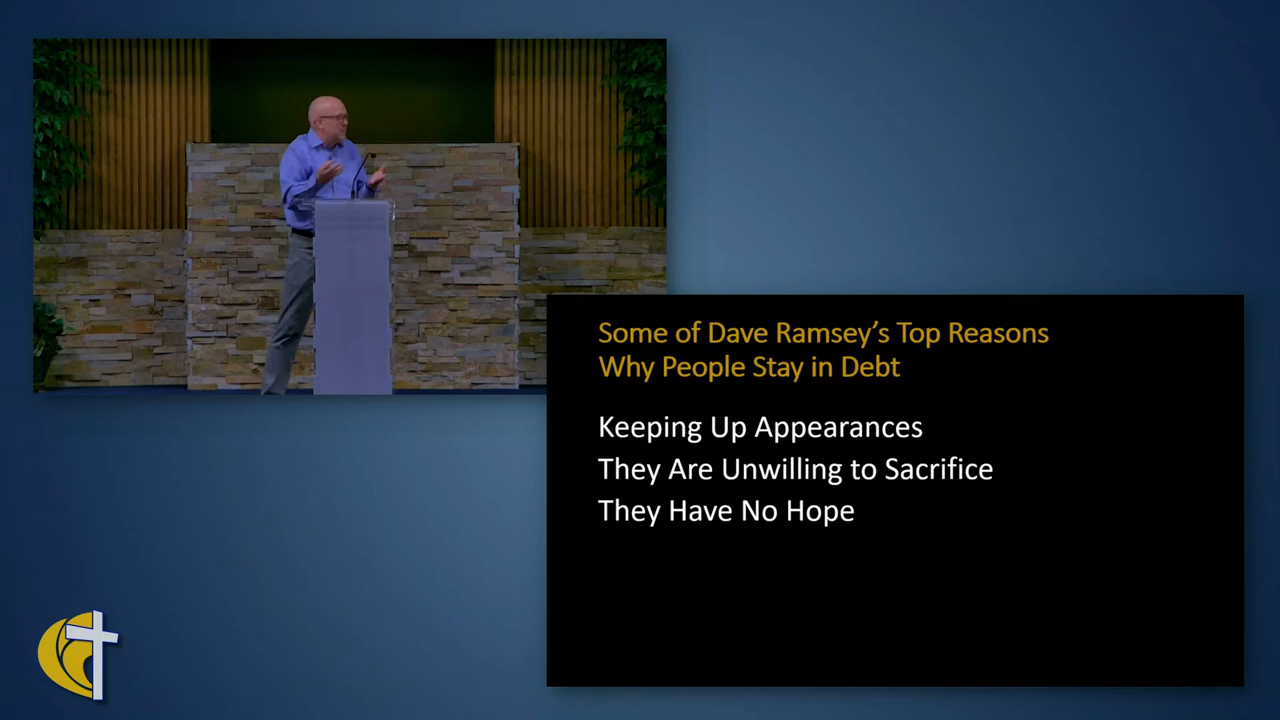 Some of Dave Ramsey's Top Reasons
Why People Stay in Debt
Keeping Up Appearances
They Are Unwilling to Sacrifice
They Have No Hope